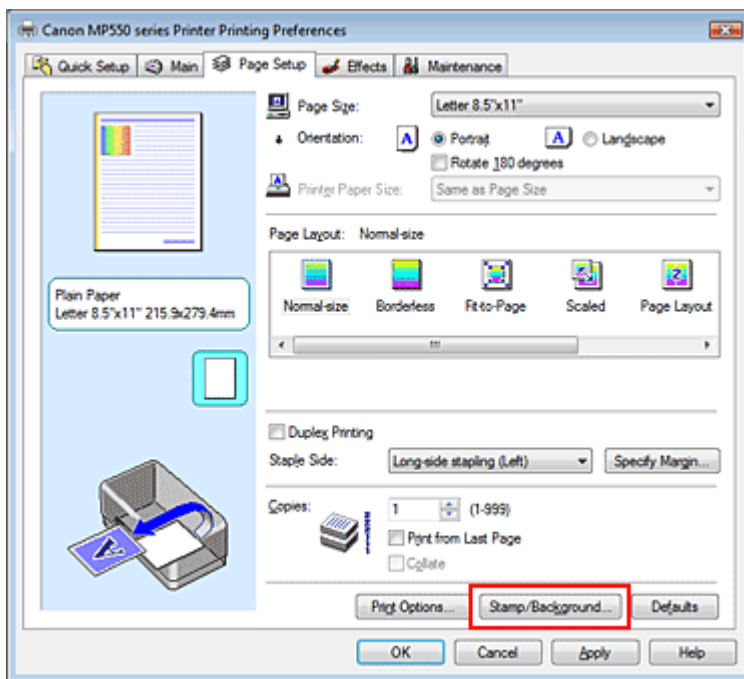 Canon MP550 series Printer Printing Preferences
Quick Setup Main Page Setup Effects Maintenance
Page Size: Letter 8.5"x11"
Orientation: A Portrait A Landscape
Rotate 180 degrees
Printer Paper Size: Same as Page Size
Page Layout: Normal-size
Normal-size Borderless Fit-to-Page Scaled Page Layout
Plain Paper
Letter 8.5"x11" 215.9x279.4mm
Duplex Printing
Staple Side: Long-side stapling (Left) Specify Margin...
Copies: 1 (1-999)
Print from Last Page
Collate
Print Options... Stamp/Background... Defaults
OK Cancel Apply Help